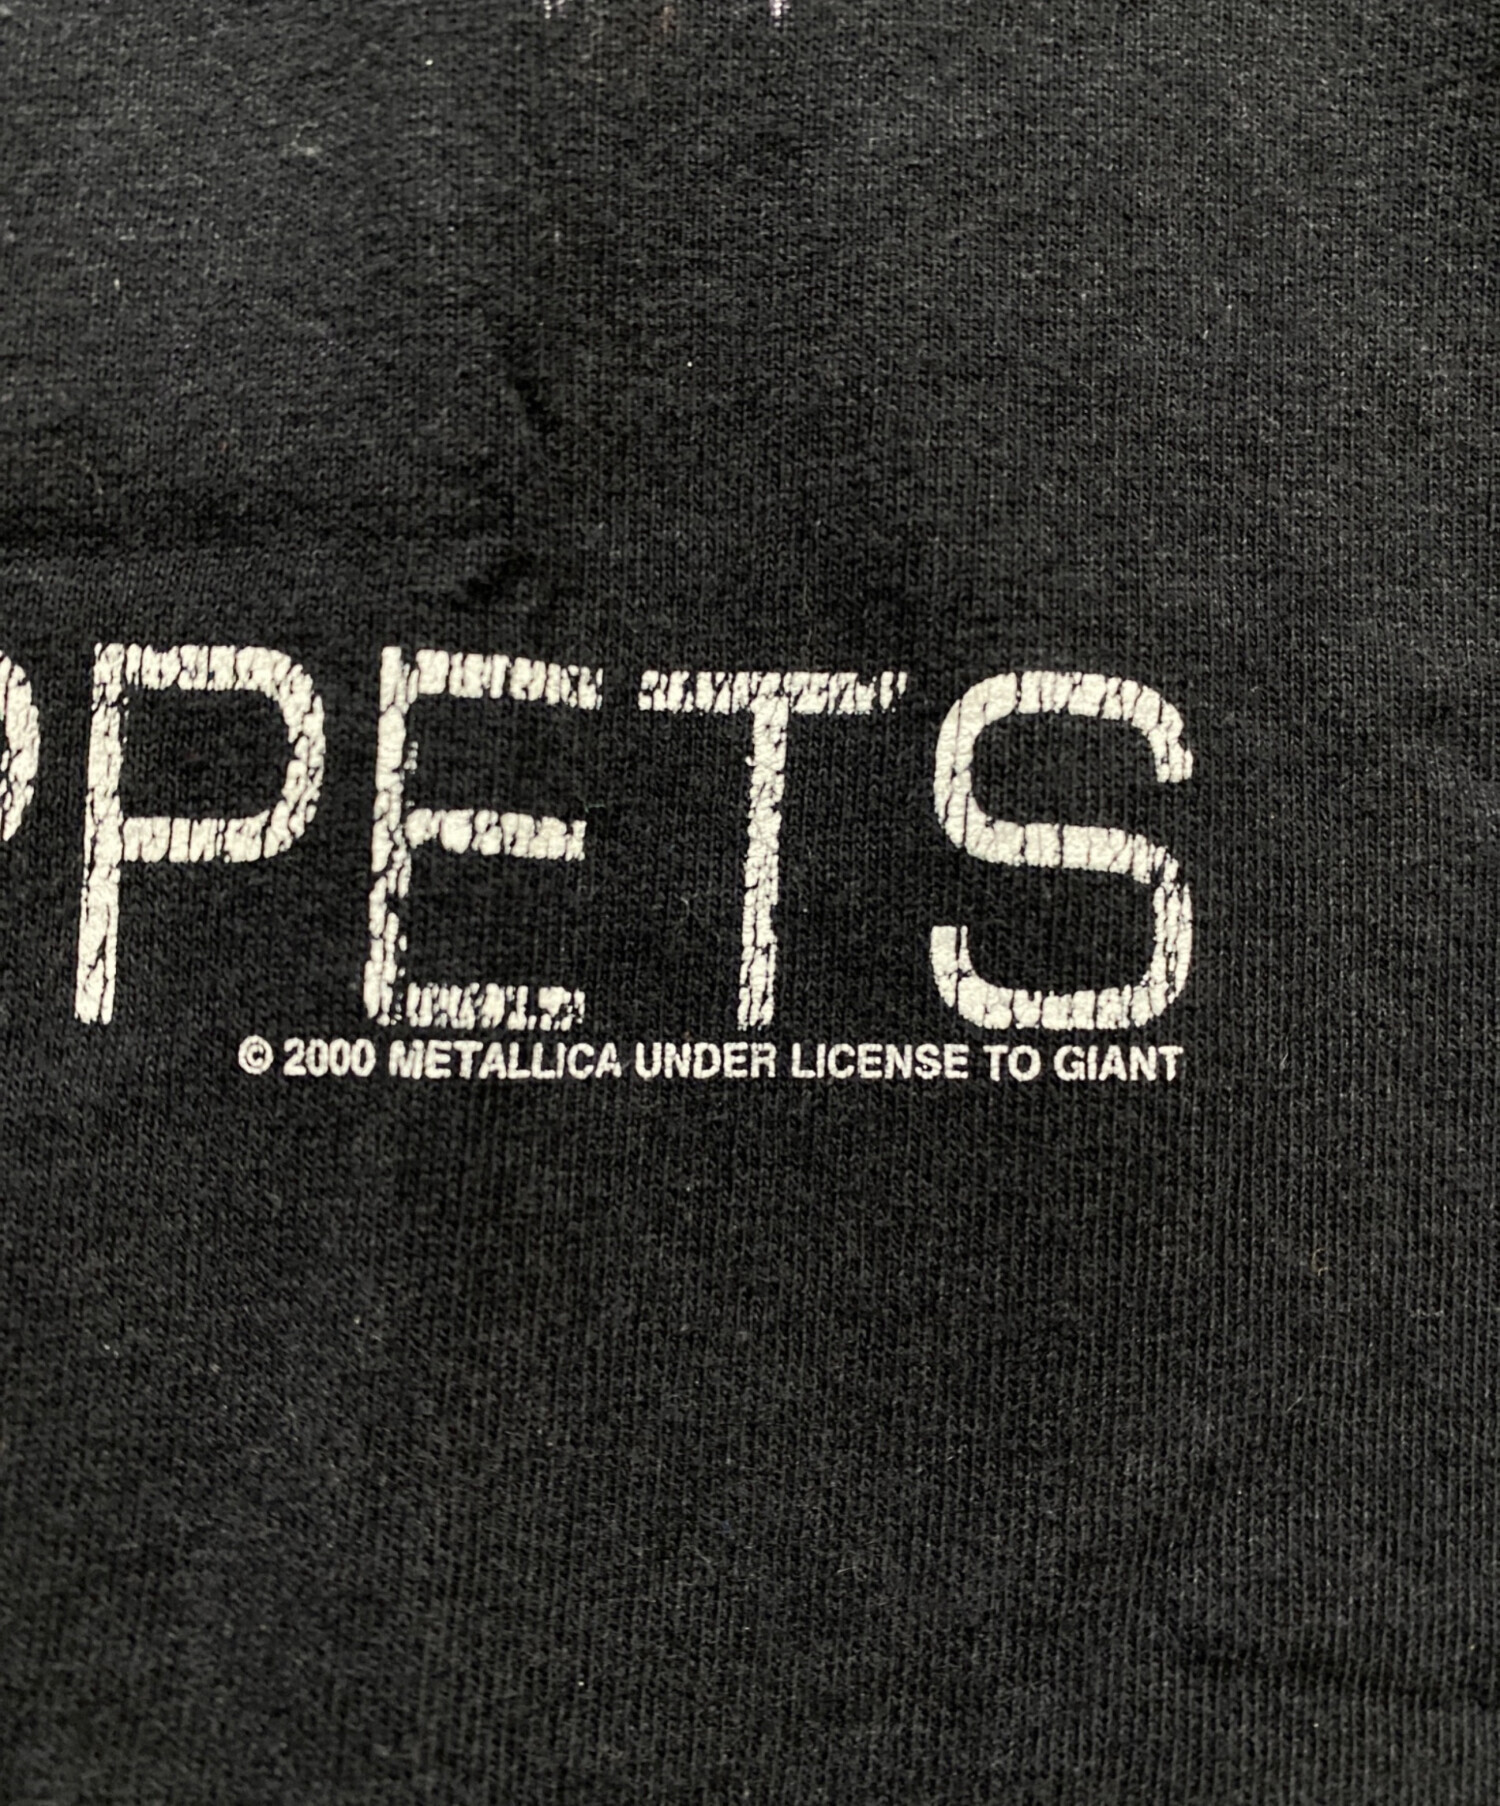 PPETS
© 2000 METALLICA UNDER LICENSE TO GIANT